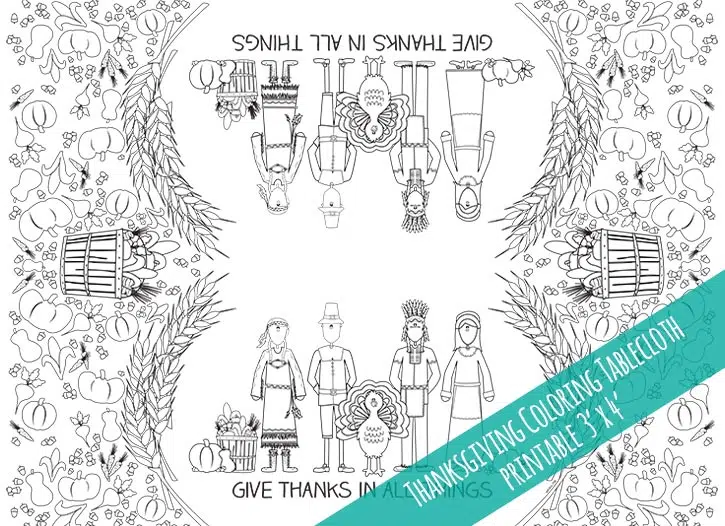 GIVE THANKS IN ALL THINGS
GIVE THANKS IN ALL THINGS
THANKSGIVING COLORING TABLECLOTH
PRINTABLE 3' X 4'